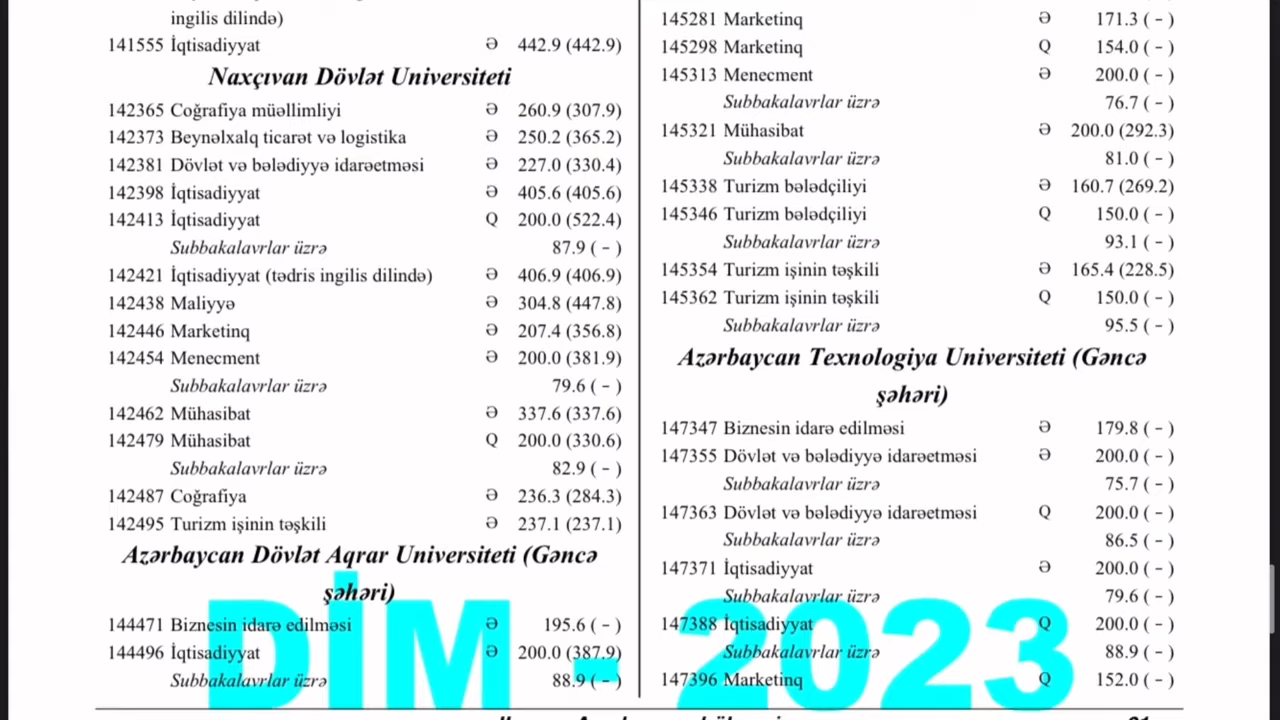 ingilis dilində)
141555 İqtisadiyyat Ə 442.9 (442.9)
Naxçıvan Dövlət Universiteti
142365 Coğrafiya müəllimliyi Ə 260.9 (307.9)
142373 Beynəlxalq ticarət və logistika Ə 250.2 (365.2)
142381 Dövlət və bələdiyyə idarəetməsi Ə 227.0 (330.4)
142398 İqtisadiyyat Ə 405.6 (405.6)
142413 İqtisadiyyat Q 200.0 (522.4)
Subbakalavrlar üzrə 87.9 ( - )
142421 İqtisadiyyat (tədris ingilis dilində) Ə 406.9 (406.9)
142438 Maliyyə Ə 304.8 (447.8)
142446 Marketinq Ə 207.4 (356.8)
142454 Menecment Ə 200.0 (381.9)
Subbakalavrlar üzrə 79.6 ( - )
142462 Mühasibat Ə 337.6 (337.6)
142479 Mühasibat Q 200.0 (330.6)
Subbakalavrlar üzrə 82.9 ( - )
142487 Coğrafiya Ə 236.3 (284.3)
142495 Turizm işinin təşkili Ə 237.1 (237.1)
Azərbaycan Dövlət Aqrar Universiteti (Gəncə
şəhəri)
144471 Biznesin idarə edilməsi Ə 195.6 ( - )
144496 İqtisadiyyat Ə 200.0 (387.9)
Subbakalavrlar üzrə 88.9 ( - )
145281 Marketinq Ə 171.3 ( - )
145298 Marketinq Q 154.0 ( - )
145313 Menecment Ə 200.0 ( - )
Subbakalavrlar üzrə 76.7 ( - )
145321 Mühasibat Ə 200.0 (292.3)
Subbakalavrlar üzrə 81.0 ( - )
145338 Turizm bələdçiliyi Ə 160.7 (269.2)
145346 Turizm bələdçiliyi Q 150.0 ( - )
Subbakalavrlar üzrə 93.1 ( - )
145354 Turizm işinin təşkili Ə 165.4 (228.5)
145362 Turizm işinin təşkili Q 150.0 ( - )
Subbakalavrlar üzrə 95.5 ( - )
Azərbaycan Texnologiya Universiteti (Gəncə
şəhəri)
147347 Biznesin idarə edilməsi Ə 179.8 ( - )
147355 Dövlət və bələdiyyə idarəetməsi Ə 200.0 ( - )
Subbakalavrlar üzrə 75.7 ( - )
147363 Dövlət və bələdiyyə idarəetməsi Q 200.0 ( - )
Subbakalavrlar üzrə 86.5 ( - )
147371 İqtisadiyyat Ə 200.0 ( - )
Subbakalavrlar üzrə 79.6 ( - )
147388 İqtisadiyyat Q 200.0 ( - )
Subbakalavrlar üzrə 88.9 ( - )
147396 Marketinq Q 152.0 ( - )
DİM - 2023